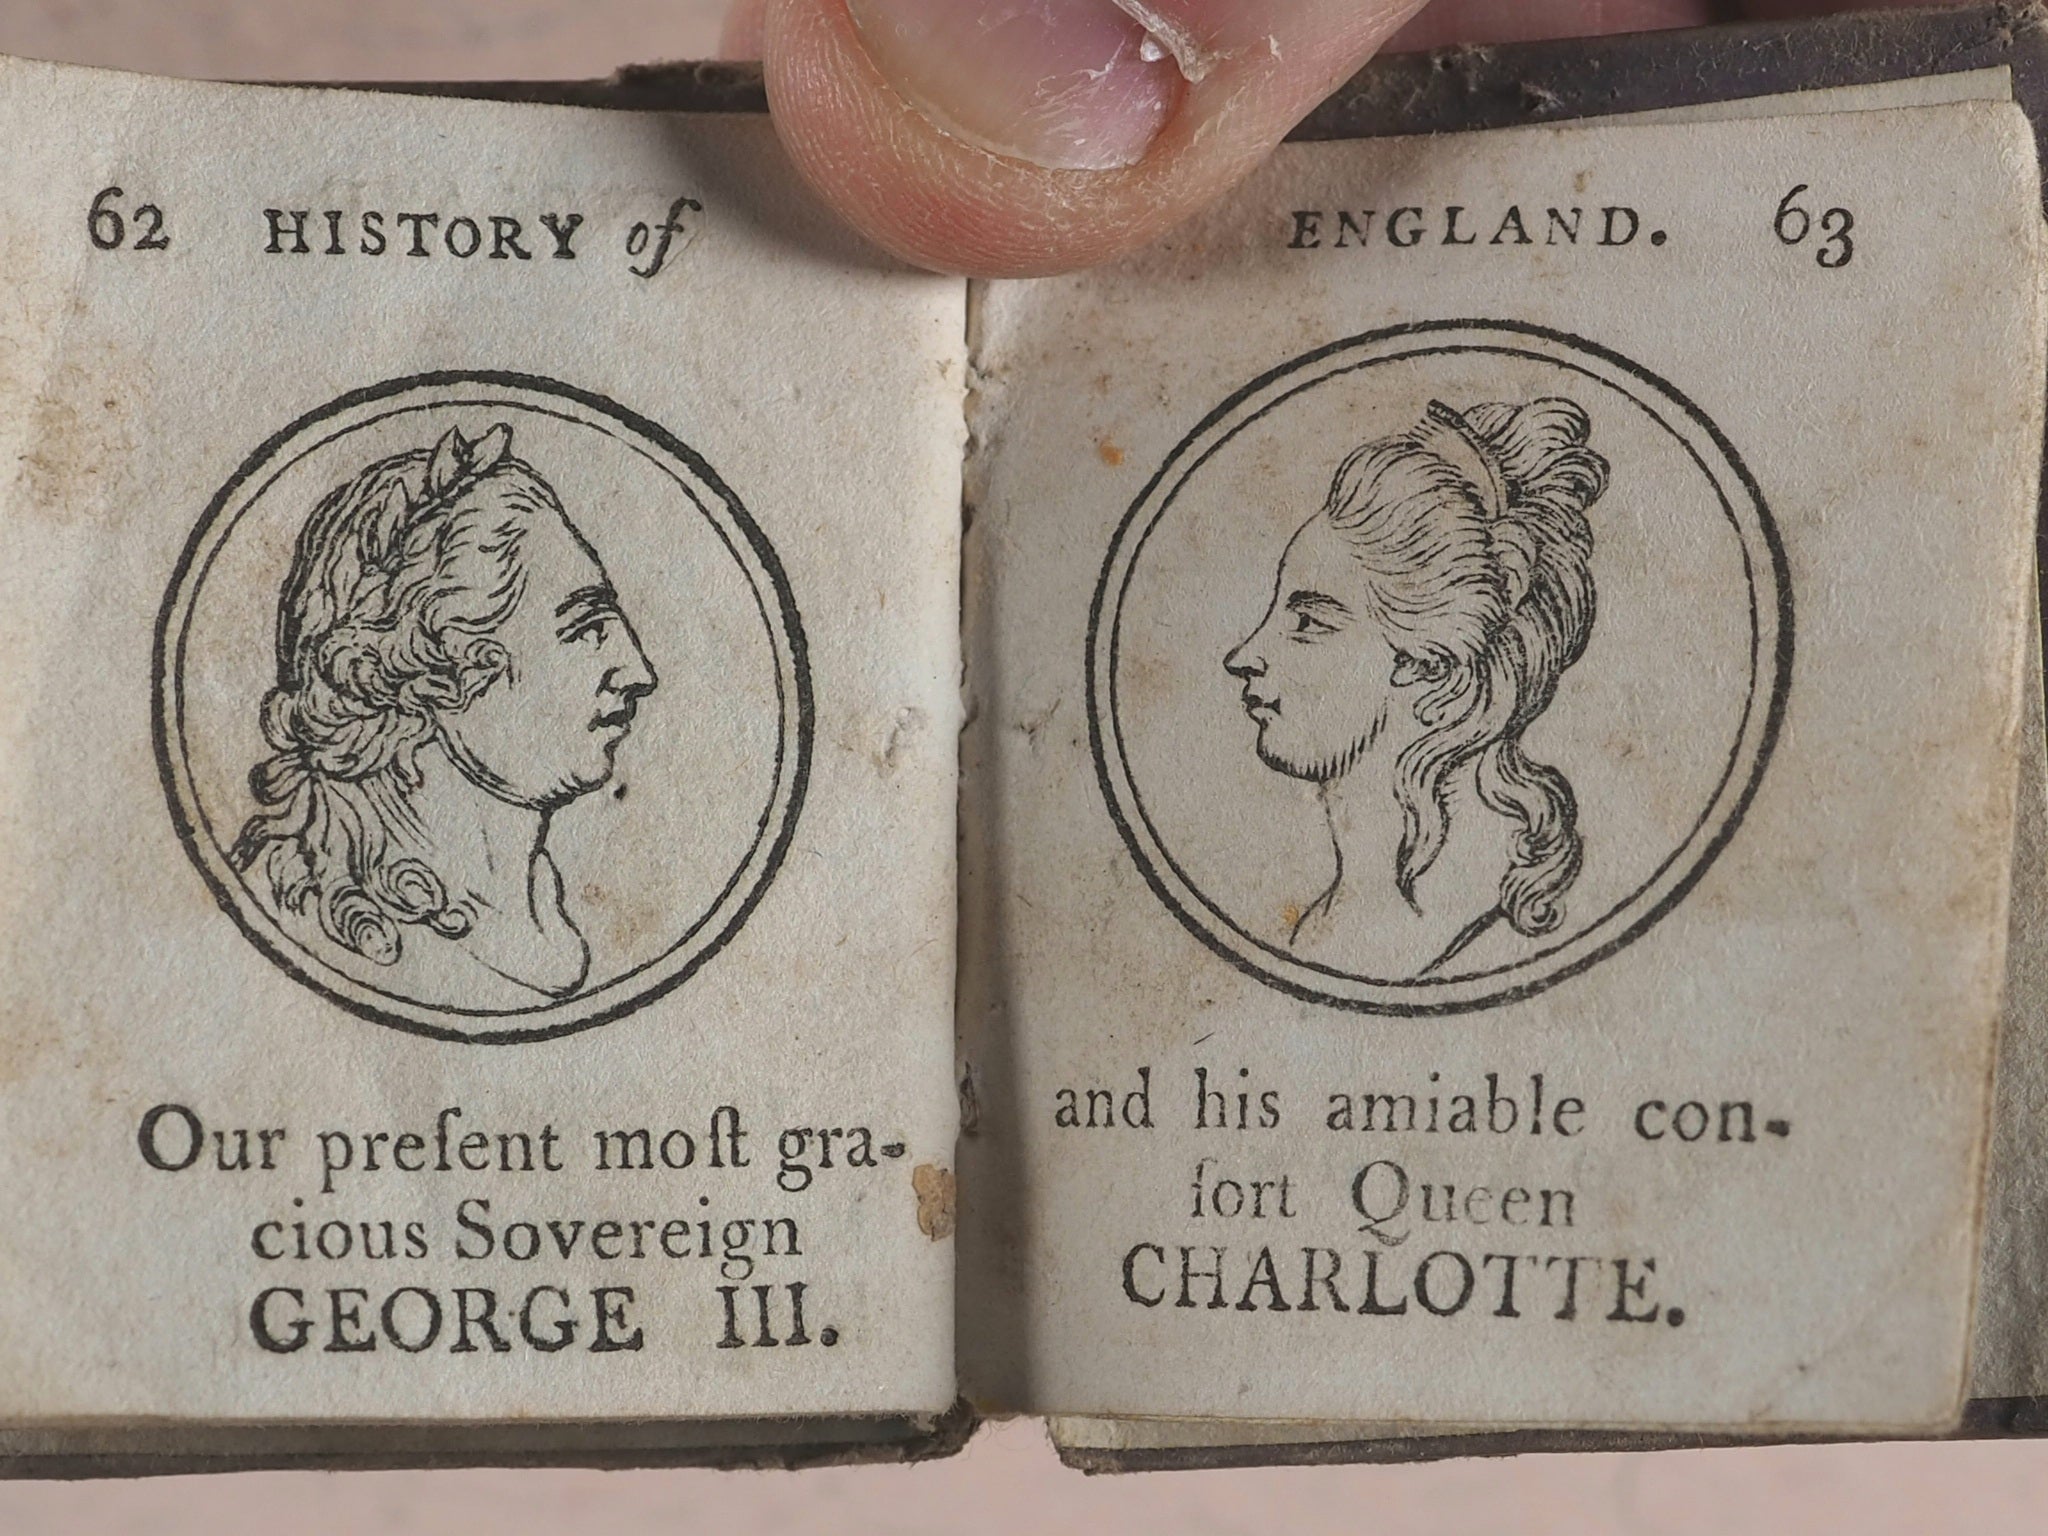 62 HISTORY of
Our preſent moſt gra-
cious Sovereign
GEORGE III.
ENGLAND. 63
and his amiable con-
ſort Queen
CHARLOTTE.